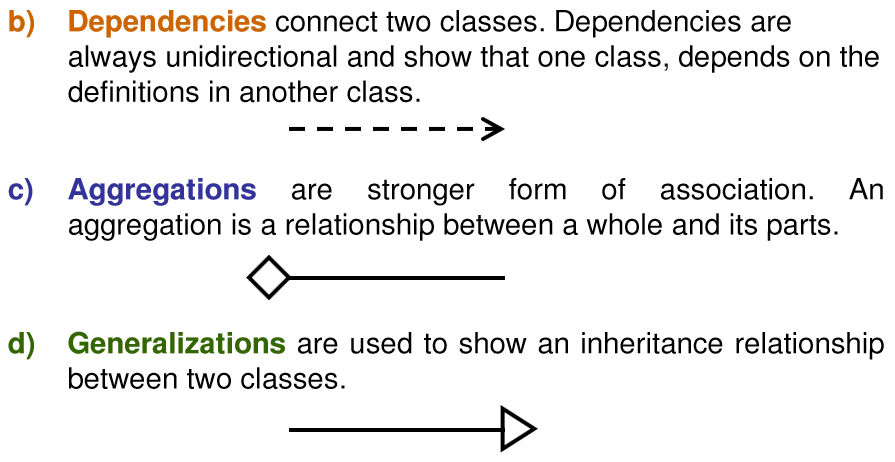 b) Dependencies connect two classes. Dependencies are
always unidirectional and show that one class, depends on the
definitions in another class.
c) Aggregations are stronger form of association. An
aggregation is a relationship between a whole and its parts.
d) Generalizations are used to show an inheritance relationship
between two classes.